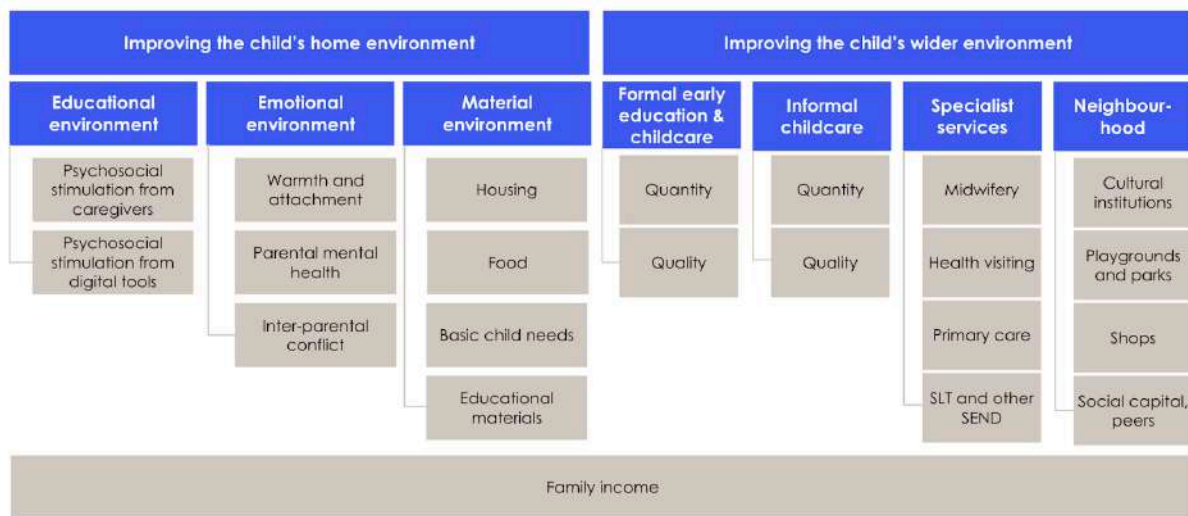 Improving the child's home environment
Improving the child's wider environment
Educational
environment
Emotional
environment
Material
environment
Formal early
education &
childcare
Informal
childcare
Specialist
services
Neighbour-
hood
Psychosocial
stimulation from
caregivers
Warmth and
attachment
Housing
Quantity
Quantity
Midwifery
Cultural
institutions
Psychosocial
stimulation from
digital tools
Parental mental
health
Food
Quality
Quality
Health visiting
Playgrounds
and parks
Inter-parental
conflict
Basic child needs
Primary care
Shops
Educational
materials
SLT and other
SEND
Social capital,
peers
Family income